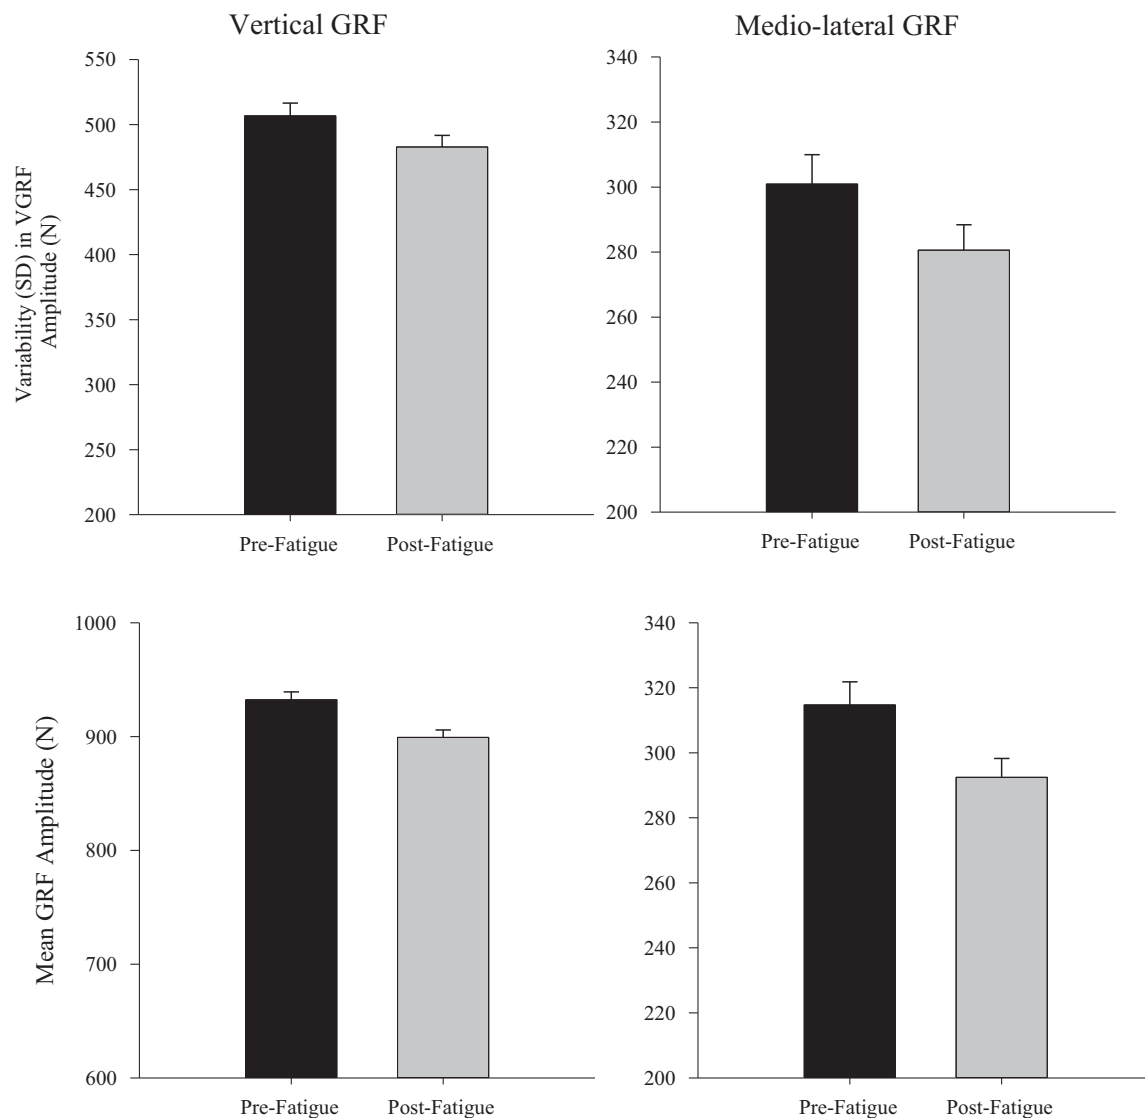 Vertical GRF
Medio-lateral GRF
Variability (SD) in VGRF
Amplitude (N)
550
500
450
400
350
300
250
200
Pre-Fatigue
Post-Fatigue
340
320
300
280
260
240
220
200
Pre-Fatigue
Post-Fatigue
Mean GRF Amplitude (N)
1000
900
800
700
600
Pre-Fatigue
Post-Fatigue
340
320
300
280
260
240
220
200
Pre-Fatigue
Post-Fatigue